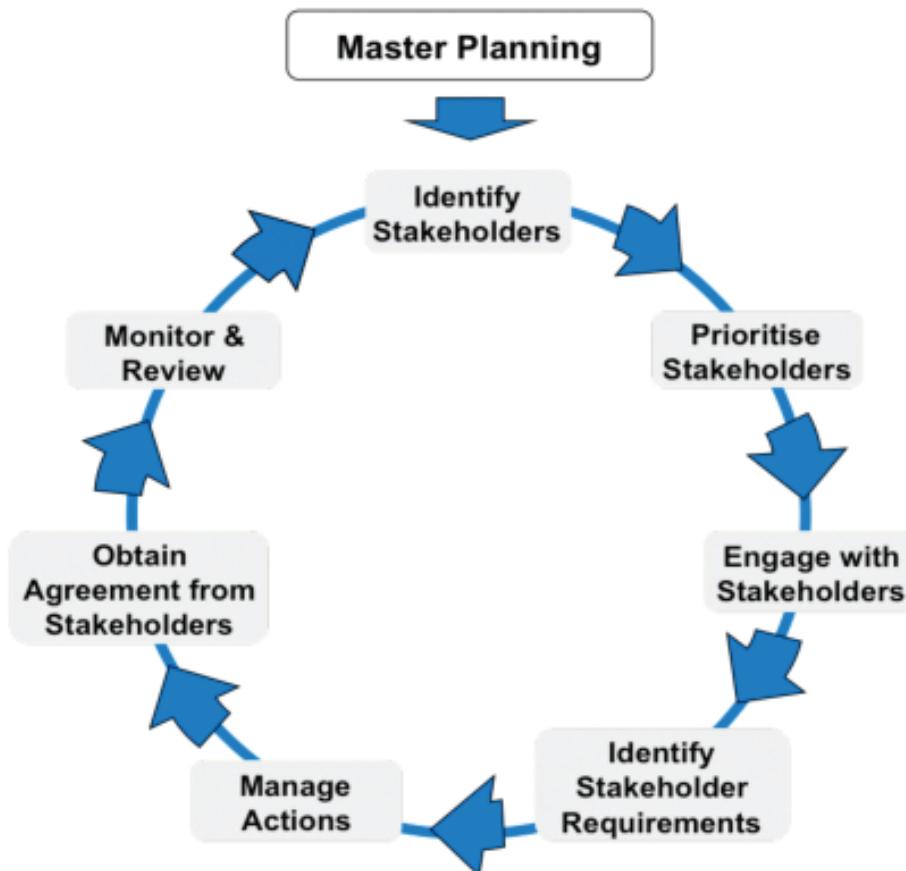 Master Planning
Identify
Stakeholders
Prioritise
Stakeholders
Engage with
Stakeholders
Identify
Stakeholder
Requirements
Manage
Actions
Obtain
Agreement from
Stakeholders
Monitor &
Review